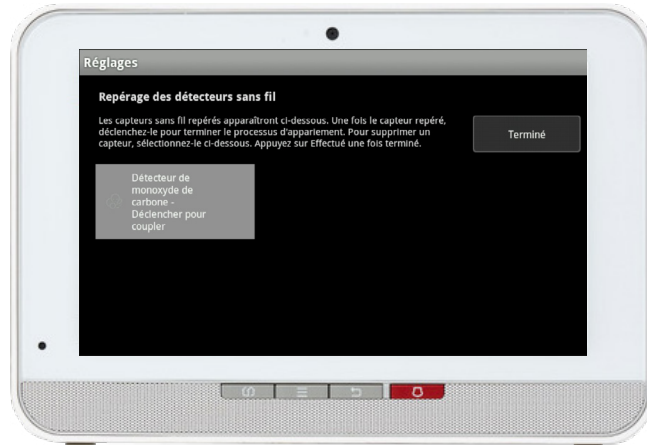 Réglages
Repérage des détecteurs sans fil
Les capteurs sans fil repérés apparaîtront ci-dessous. Une fois le capteur repéré,
déclenchez-le pour terminer le processus d'appariement. Pour supprimer un
capteur, sélectionnez-le ci-dessous. Appuyez sur Effectué une fois terminé.
Terminé
Détecteur de
monoxyde de
carbone -
Déclencher pour
coupler